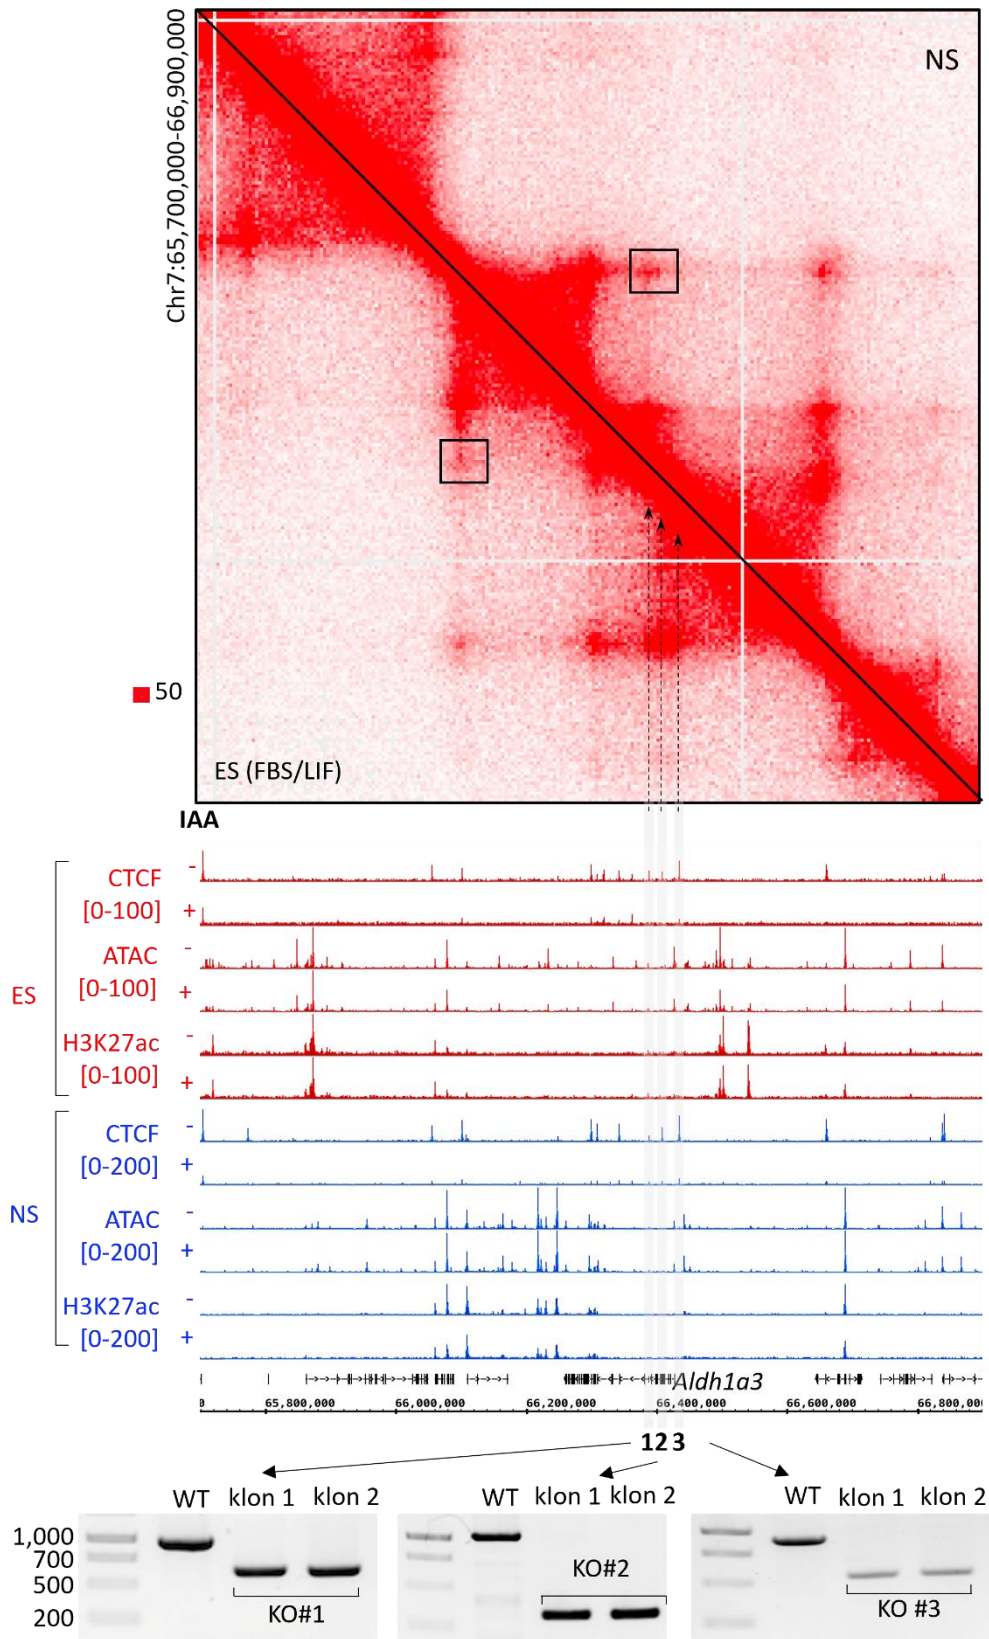 Chr7:65,700,000-66,900,000
NS
50
ES (FBS/LIF)
IAA
ES
CTCF -
[0-100] +
ATAC -
[0-100] +
H3K27ac -
[0-100] +
NS
CTCF -
[0-200] +
ATAC -
[0-200] +
H3K27ac -
[0-200] +
Aldh1a3
0 65,800,000 66,000,000 66,200,000 66,400,000 66,600,000 66,800,00
1 2 3
WT klon 1 klon 2 WT klon 1 klon 2 WT klon 1 klon 2
1,000
700
500
200
KO#1
KO#2
KO #3